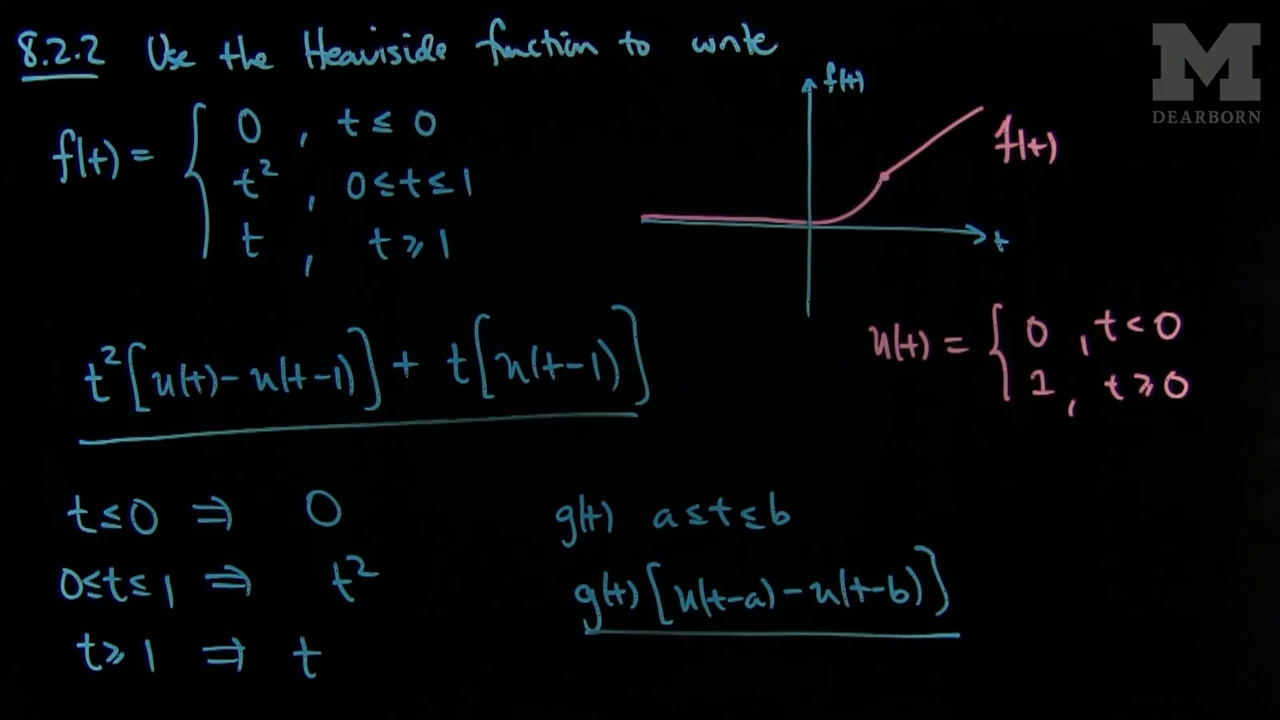 8.2.2 Use the Heaviside function to write
f(t) = { 0 , t ≤ 0
t² , 0 ≤ t ≤ 1
t , t ≥ 1
f(t)
f(t)
t
M
DEARBORN
u(t) = { 0 , t < 0
1 , t ≥ 0
t²[u(t) - u(t-1)] + t[u(t-1)]
t ≤ 0 ⇒ 0
0 ≤ t ≤ 1 ⇒ t²
t ≥ 1 ⇒ t
g(t) a ≤ t ≤ b
g(t)[u(t-a) - u(t-b)]